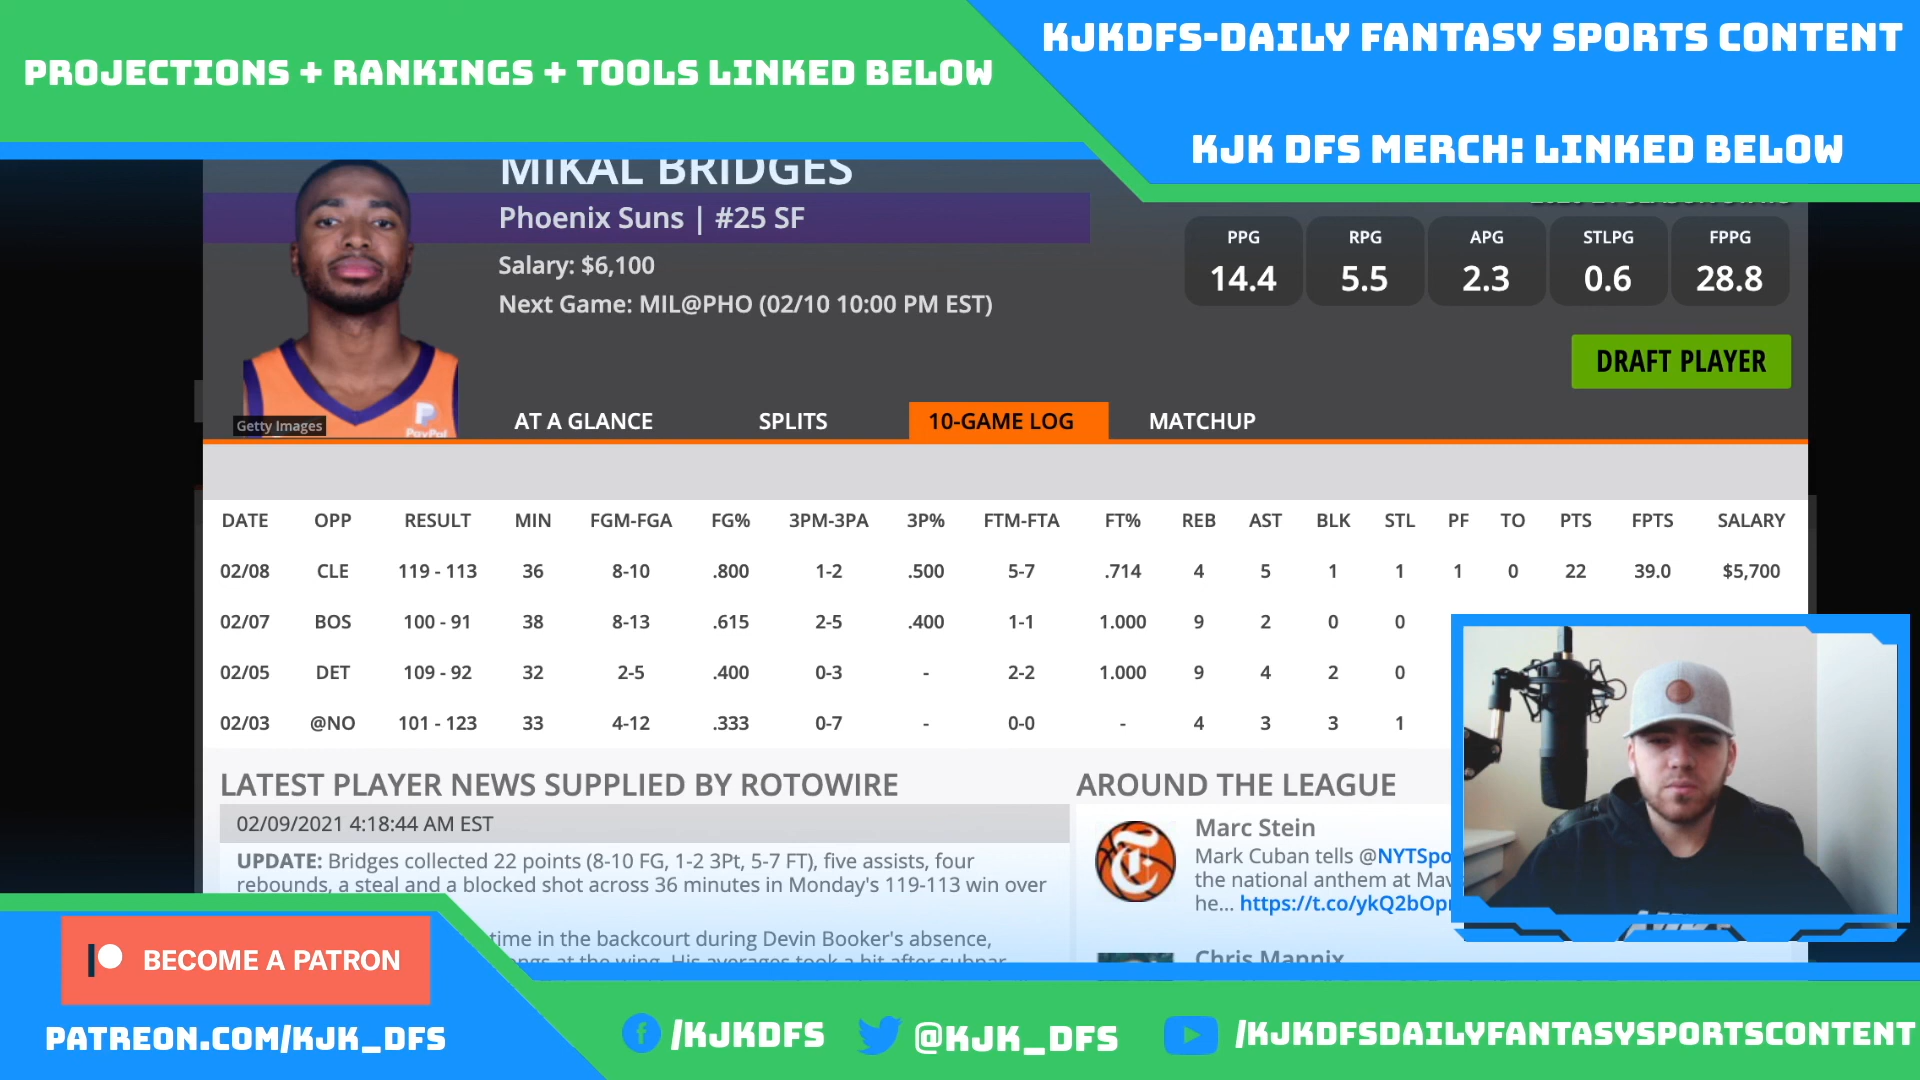 PROJECTIONS + RANKINGS + TOOLS LINKED BELOW
KJKDFS-DAILY FANTASY SPORTS CONTENT
KJK DFS MERCH: LINKED BELOW
MIKAL BRIDGES
Phoenix Suns | #25 SF
Salary: $6,100
Next Game: MIL@PHO (02/10 10:00 PM EST)
PPG RPG APG STLPG FPPG
14.4 5.5 2.3 0.6 28.8
DRAFT PLAYER
Getty Images
PayPal
AT A GLANCE SPLITS 10-GAME LOG MATCHUP
DATE OPP RESULT MIN FGM-FGA FG% 3PM-3PA 3P% FTM-FTA FT% REB AST BLK STL PF TO PTS FPTS SALARY
02/08 CLE 119 - 113 36 8-10 .800 1-2 .500 5-7 .714 4 5 1 1 1 0 22 39.0 $5,700
02/07 BOS 100 - 91 38 8-13 .615 2-5 .400 1-1 1.000 9 2 0 0
02/05 DET 109 - 92 32 2-5 .400 0-3 - 2-2 1.000 9 4 2 0
02/03 @NO 101 - 123 33 4-12 .333 0-7 - 0-0 - 4 3 3 1
LATEST PLAYER NEWS SUPPLIED BY ROTOWIRE
02/09/2021 4:18:44 AM EST
UPDATE: Bridges collected 22 points (8-10 FG, 1-2 3Pt, 5-7 FT), five assists, four
rebounds, a steal and a blocked shot across 36 minutes in Monday's 119-113 win over
time in the backcourt during Devin Booker's absence,
at the wing. His averages took a hit after subpar
AROUND THE LEAGUE
Marc Stein
Mark Cuban tells @NYTSpo
the national anthem at Mav
he... https://t.co/ykQ2bOp
Chris Mannix
BECOME A PATRON
PATREON.COM/KJK_DFS
/KJKDFS
@KJK_DFS
/KJKDFSDAILYFANTASYSPORTSCONTENT